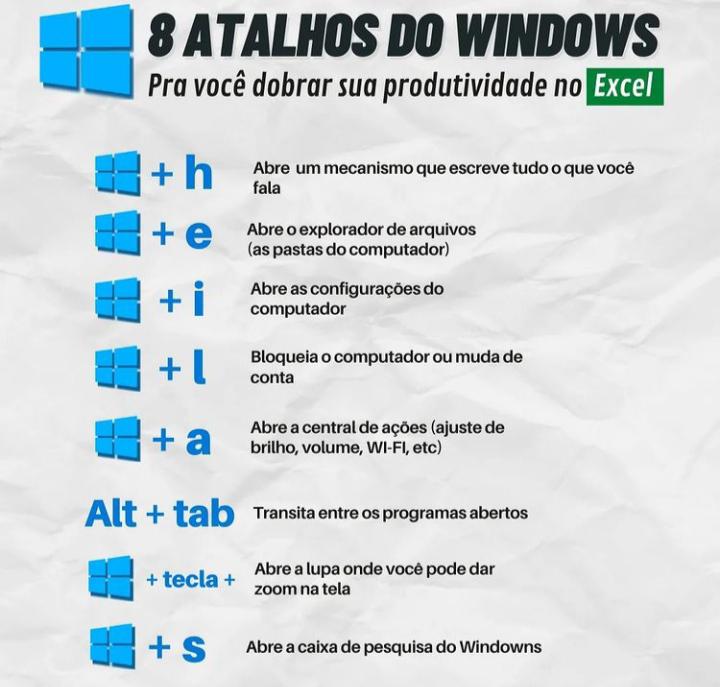 8 ATALHOS DO WINDOWS
Pra você dobrar sua produtividade no Excel
+ h
Abre um mecanismo que escreve tudo o que você
fala
+ e
Abre o explorador de arquivos
(as pastas do computador)
+ i
Abre as configurações do
computador
+ l
Bloqueia o computador ou muda de
conta
+ a
Abre a central de ações (ajuste de
brilho, volume, WI-FI, etc)
Alt + tab
Transita entre os programas abertos
+ tecla +
Abre a lupa onde você pode dar
zoom na tela
+ s
Abre a caixa de pesquisa do Windowns